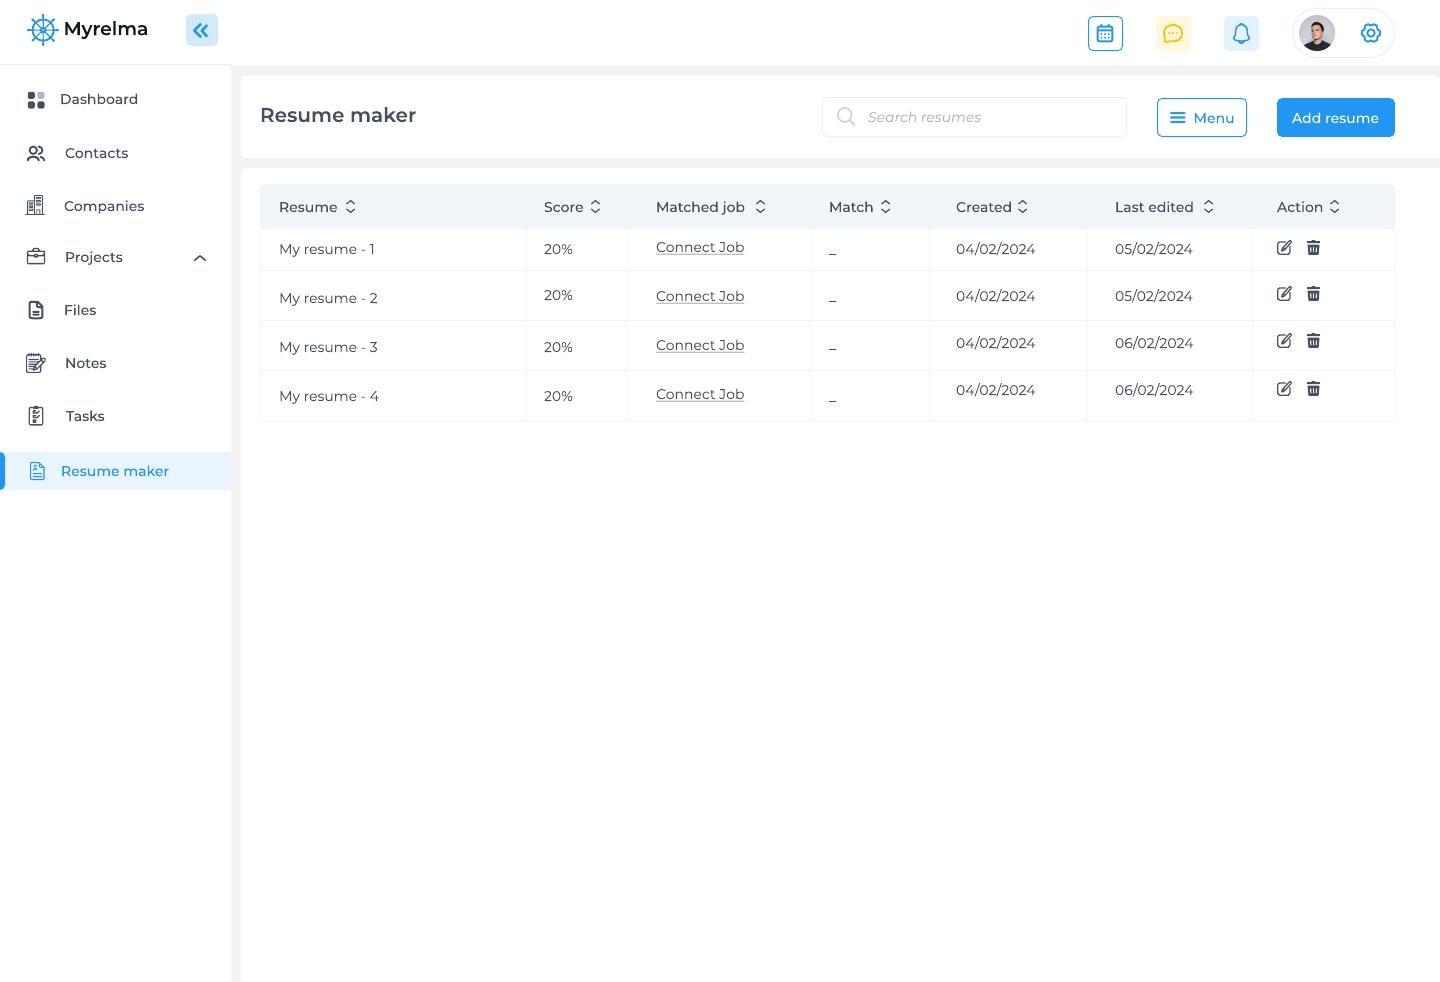 Myrelma
Dashboard
Contacts
Companies
Projects
Files
Notes
Tasks
Resume maker
Resume maker
Search resumes
Menu
Add resume
Resume Score Matched job Match Created Last edited Action
My resume - 1 20% Connect Job _ 04/02/2024 05/02/2024
My resume - 2 20% Connect Job _ 04/02/2024 05/02/2024
My resume - 3 20% Connect Job _ 04/02/2024 06/02/2024
My resume - 4 20% Connect Job _ 04/02/2024 06/02/2024